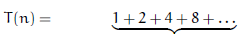 T(n) = 1 + 2 + 4 + 8 + ...